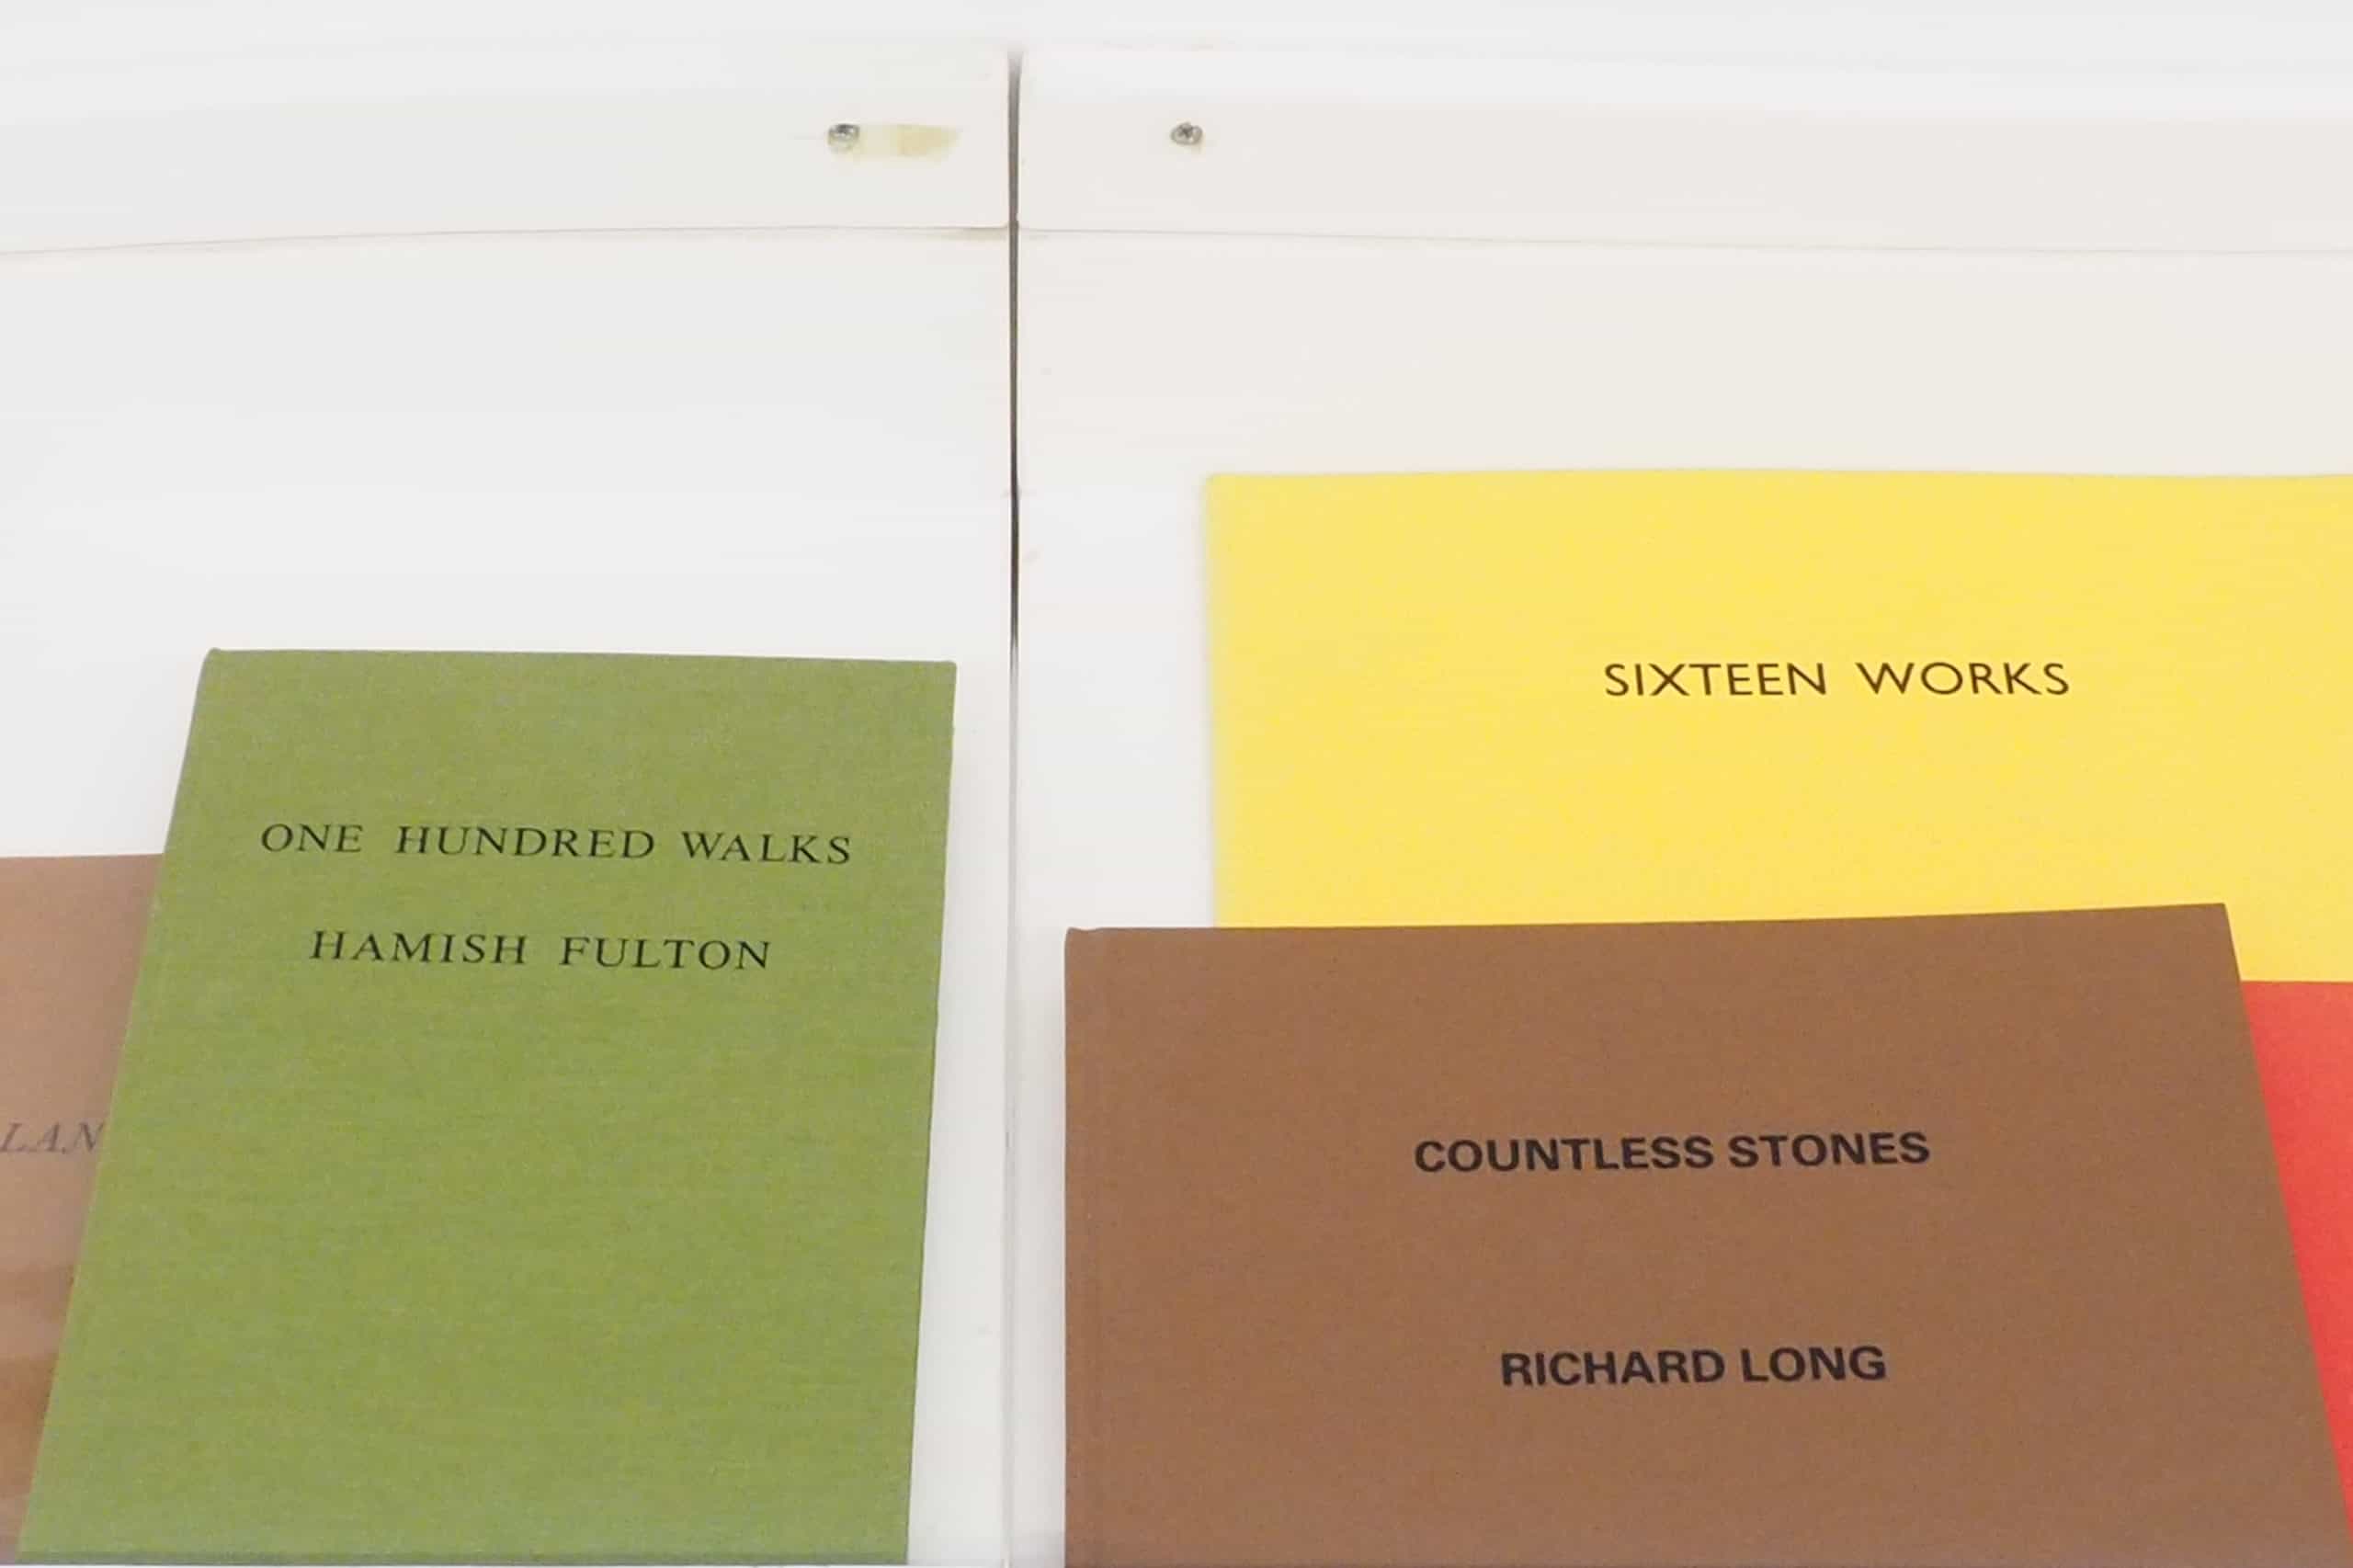 ONE HUNDRED WALKS
HAMISH FULTON
SIXTEEN WORKS
COUNTLESS STONES
RICHARD LONG